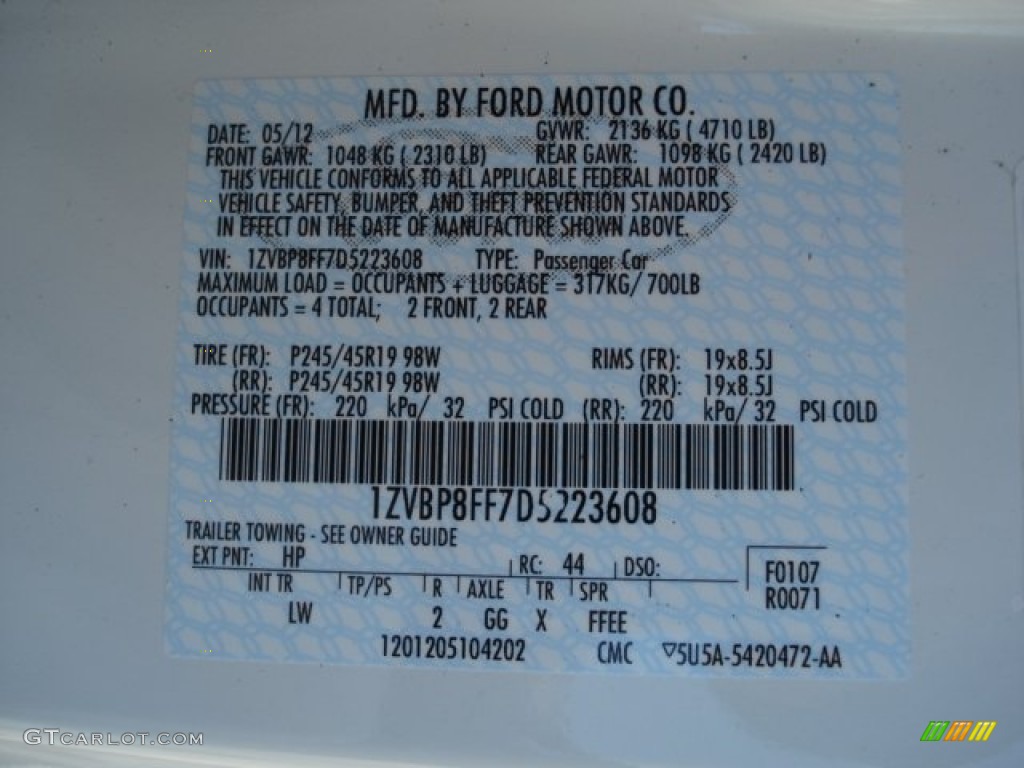 MFD. BY FORD MOTOR CO.
DATE: 05/12 GVWR: 2136 KG ( 4710 LB)
FRONT GAWR: 1048 KG ( 2310 LB) REAR GAWR: 1098 KG ( 2420 LB)
THIS VEHICLE CONFORMS TO ALL APPLICABLE FEDERAL MOTOR
VEHICLE SAFETY, BUMPER, AND THEFT PREVENTION STANDARDS
IN EFFECT ON THE DATE OF MANUFACTURE SHOWN ABOVE.
VIN: 1ZVBP8FF7D5223608 TYPE: Passenger Car
MAXIMUM LOAD = OCCUPANTS + LUGGAGE = 317KG/ 700LB
OCCUPANTS = 4 TOTAL; 2 FRONT, 2 REAR
TIRE (FR): P245/45R19 98W RIMS (FR): 19x8.5J
(RR): P245/45R19 98W (RR): 19x8.5J
PRESSURE (FR): 220 kPa/ 32 PSI COLD (RR): 220 kPa/ 32 PSI COLD
1ZVBP8FF7D5223608
TRAILER TOWING - SEE OWNER GUIDE
EXT PNT: HP RC: 44 DSO: F0107
INT TR TP/PS R AXLE TR SPR R0071
LW 2 GG X FFEE
1201205104202 CMC ▽5U5A-5420472-AA
GTCARLOT.COM